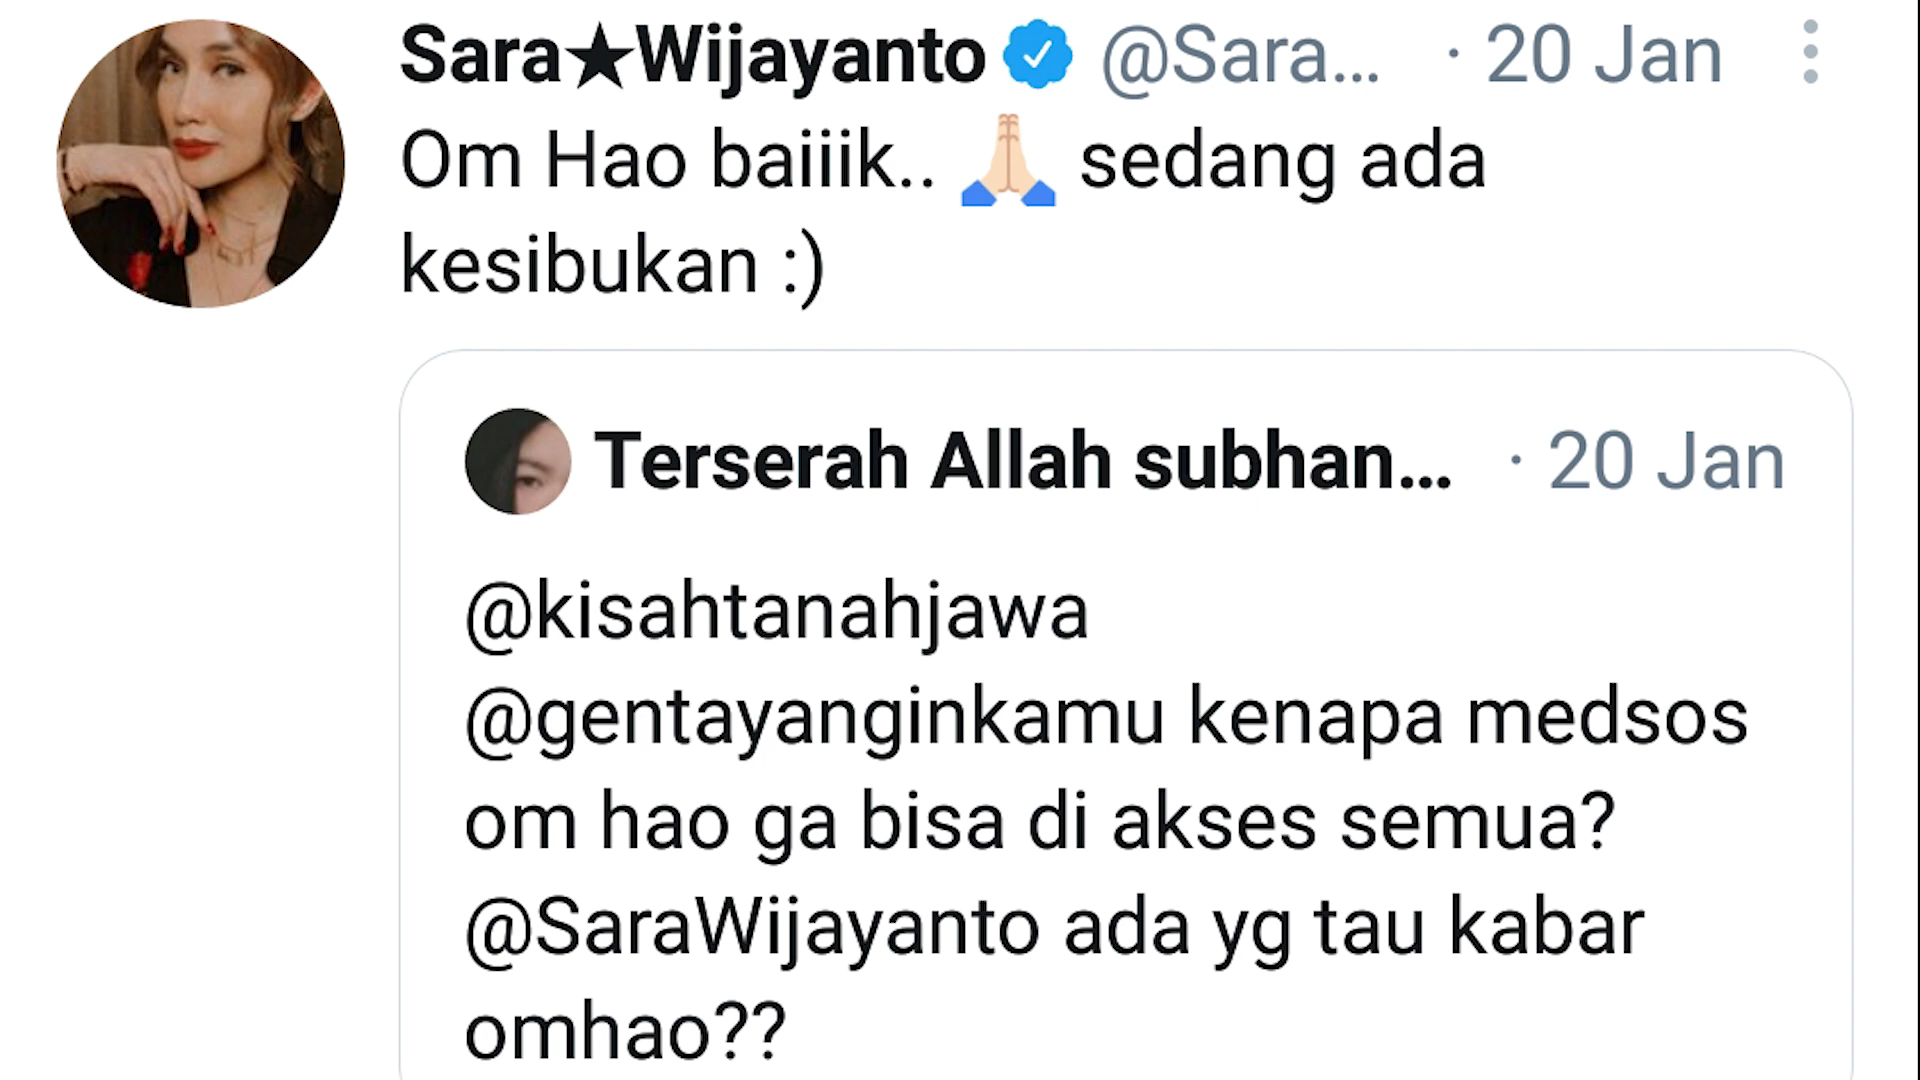 Sara★Wijayanto @Sara... · 20 Jan
Om Hao baiiik.. 🙏🏻 sedang ada
kesibukan :)
Terserah Allah subhan... · 20 Jan
@kisahtanahjawa
@gentayanginkamu kenapa medsos
om hao ga bisa di akses semua?
@SaraWijayanto ada yg tau kabar
omhao??